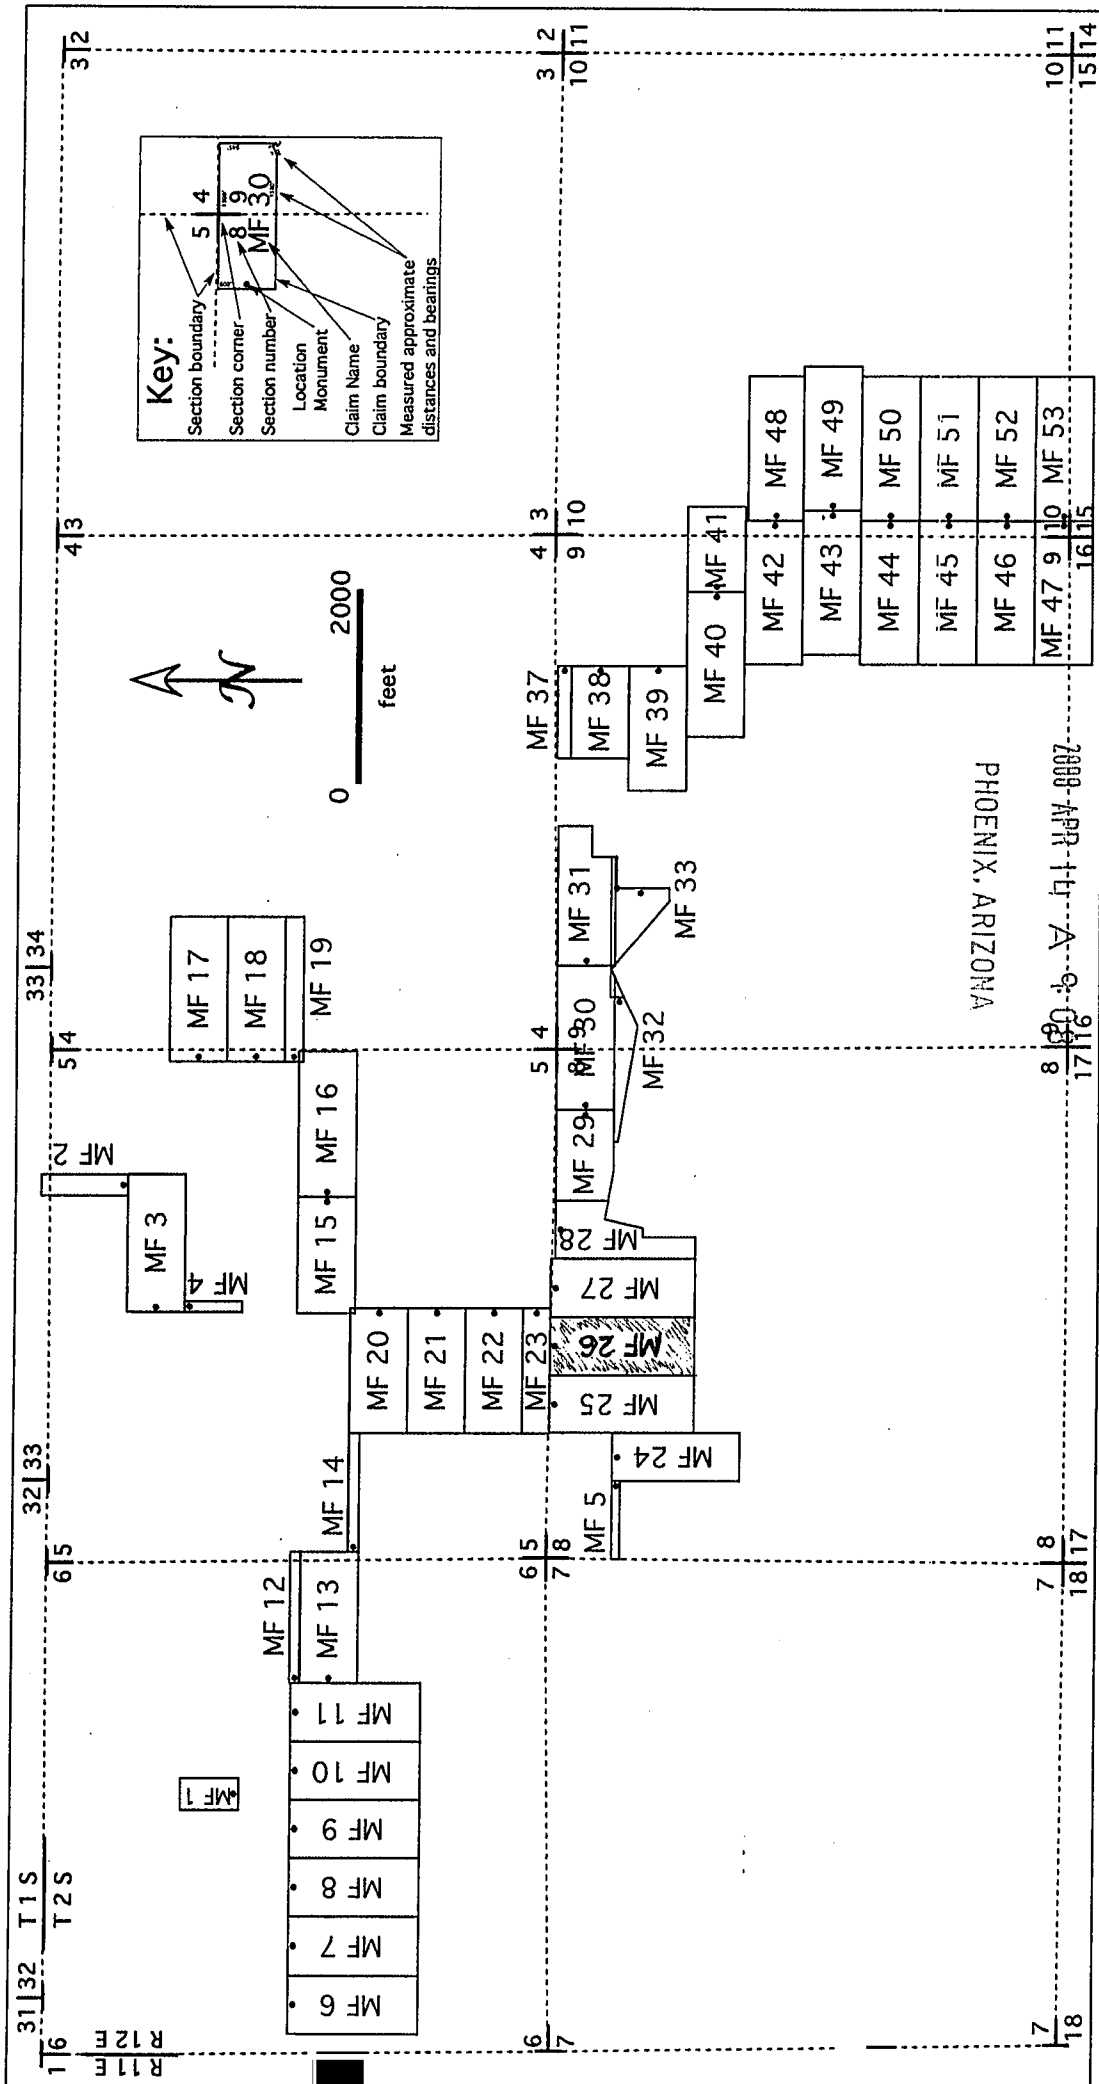 31 | 32
T 1 S
T 2 S
32 | 33
33 | 34
1
6
R11E
R12E
6 | 5
5 | 4
4 | 3
3 | 2
Key:
Section boundary
Section corner
Section number
Location
Monument
Claim Name
Claim boundary
Measured approximate
distances and bearings
5 4
8 9
MF 30
N
0 2000
feet
MF 1
MF 2
MF 3
MF 4
MF 5
MF 6
MF 7
MF 8
MF 9
MF 10
MF 11
MF 12
MF 13
MF 14
MF 15
MF 16
MF 17
MF 18
MF 19
MF 20
MF 21
MF 22
MF 23
MF 24
MF 25
MF 26
MF 27
MF 28
MF 29
MF 30
MF 31
MF 32
MF 33
MF 37
MF 38
MF 39
MF 40
MF 41
MF 42
MF 43
MF 44
MF 45
MF 46
MF 47
MF 48
MF 49
MF 50
MF 51
MF 52
MF 53
6
7
6 5
7 8
5 4
8 9
4 3
9 10
3 2
10 11
7
18
7 8
18 17
8 9
17 16
9 10
16 15
10 11
15 14
2000 APR 14 A 9:
PHOENIX, ARIZONA